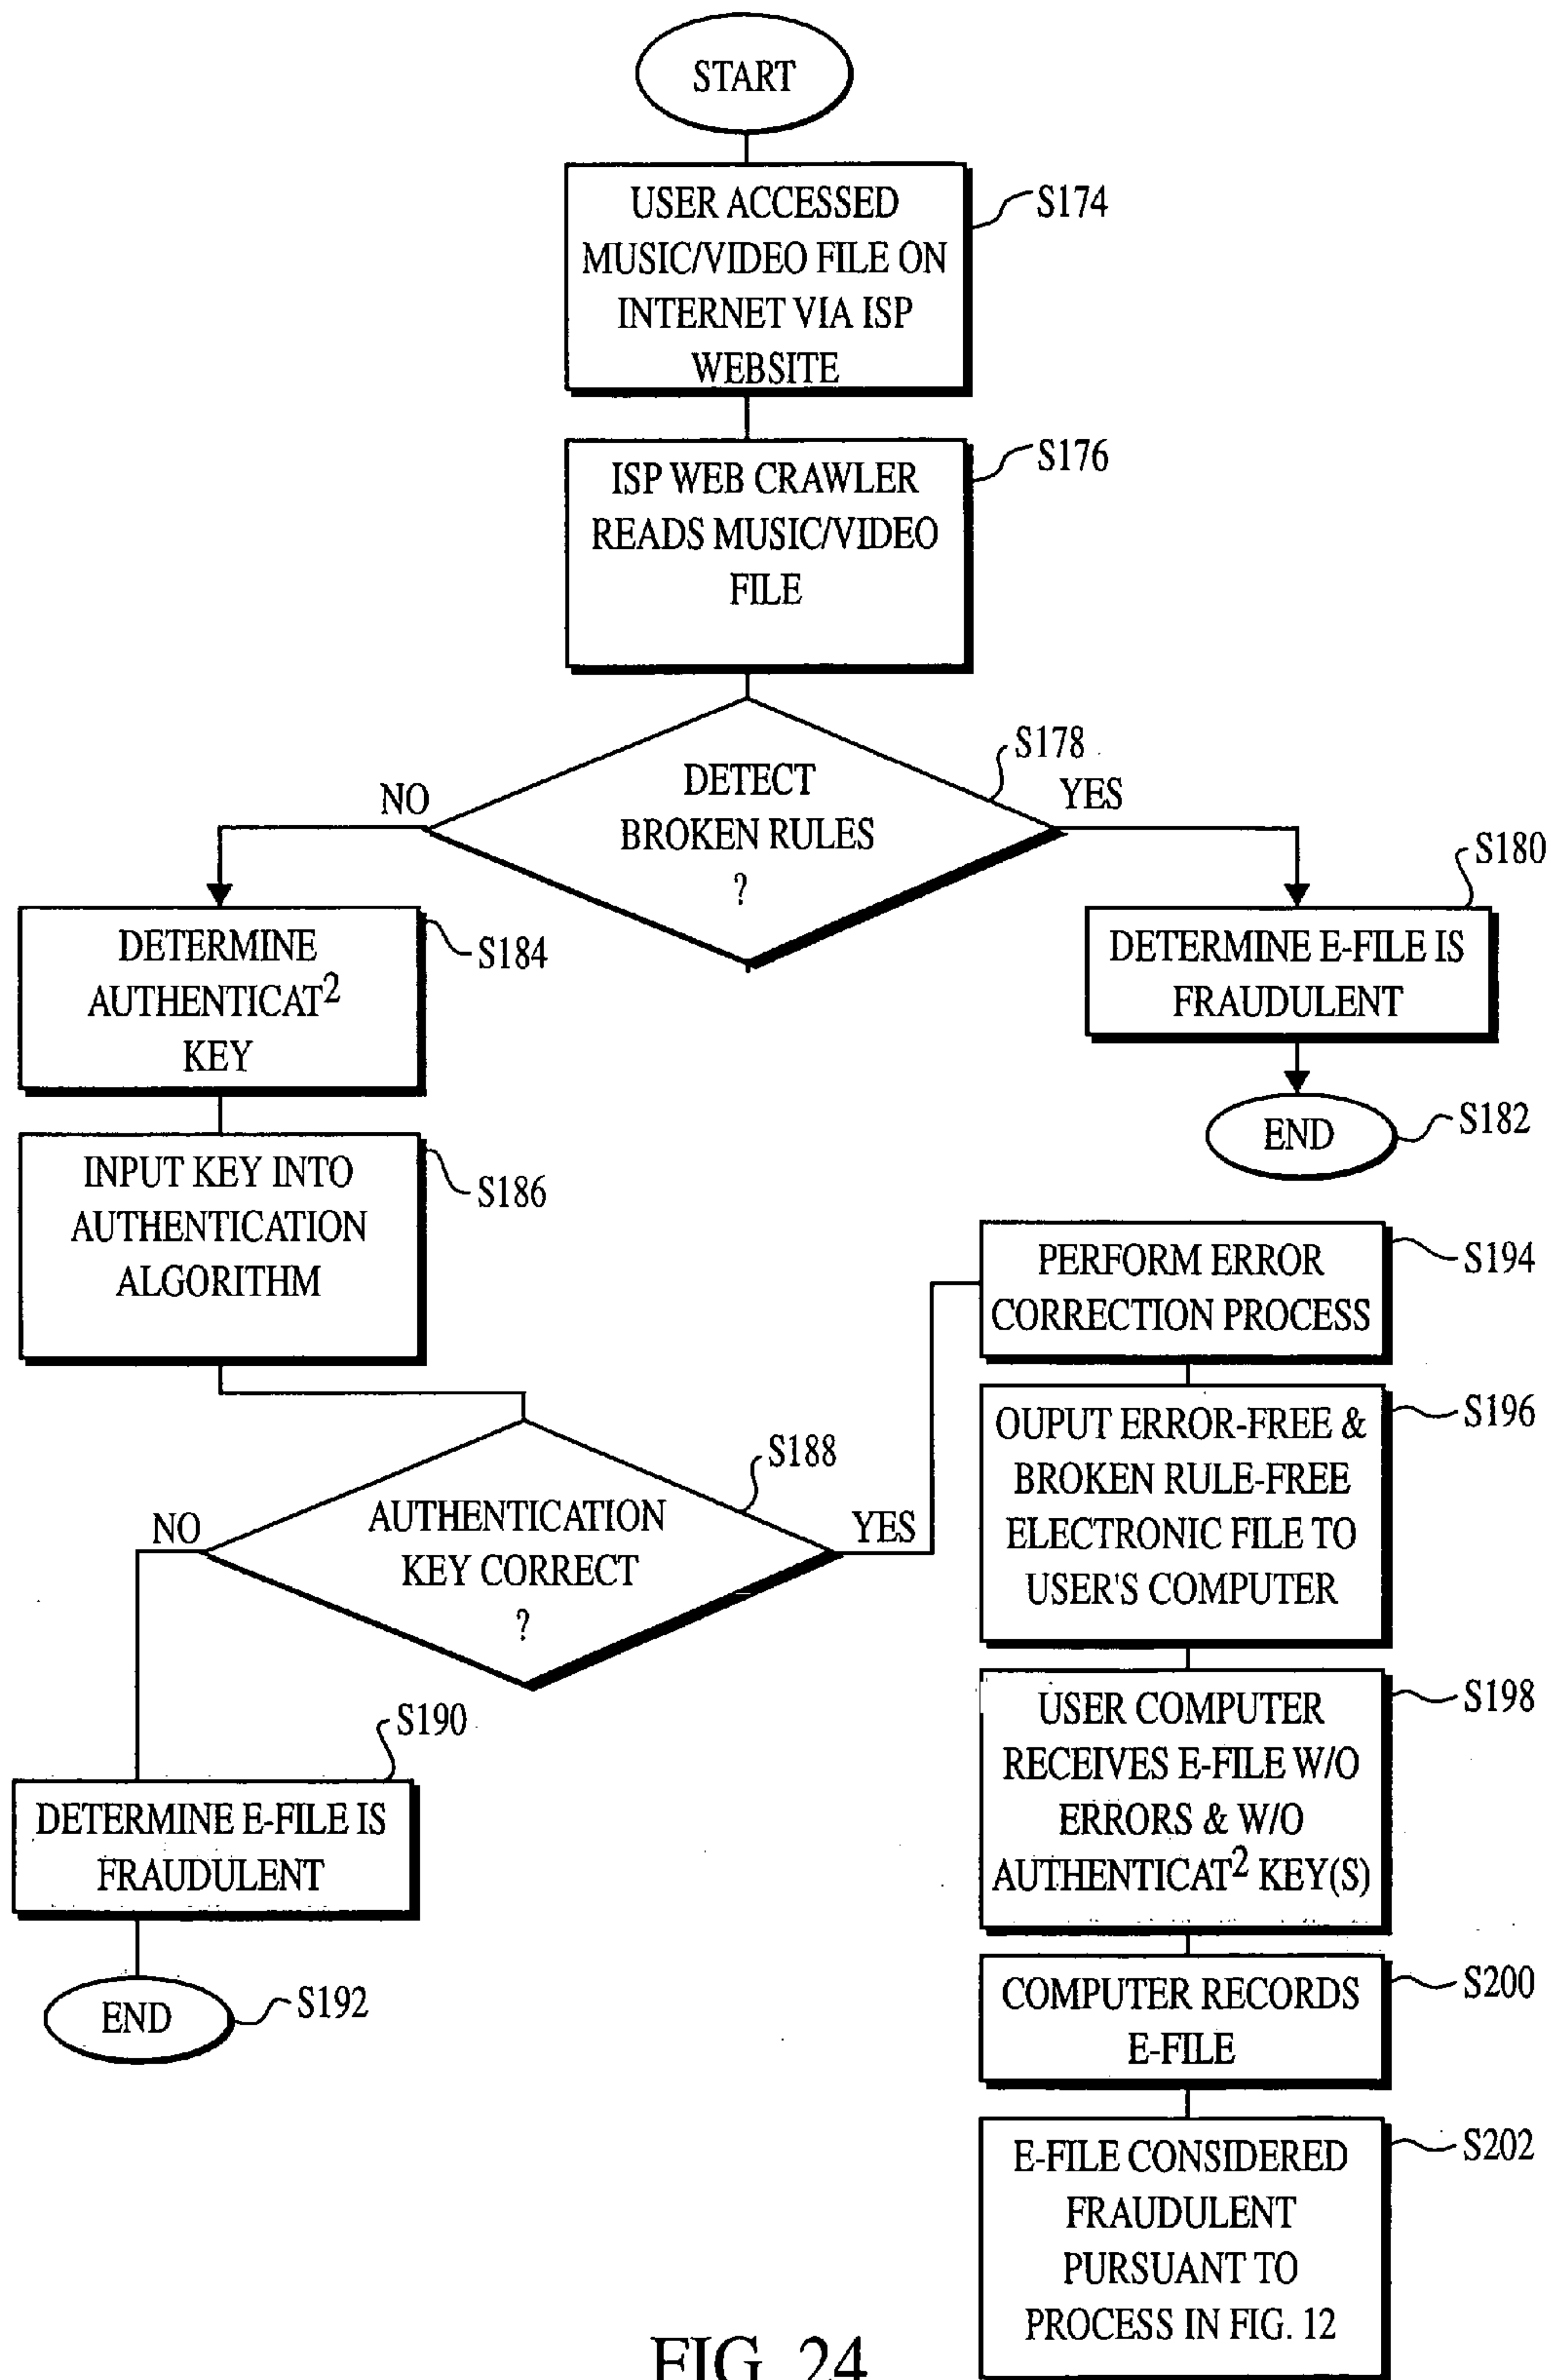 START
USER ACCESSED
MUSIC/VIDEO FILE ON
INTERNET VIA ISP
WEBSITE
S174
ISP WEB CRAWLER
READS MUSIC/VIDEO
FILE
S176
DETECT
BROKEN RULES
?
S178
NO
YES
DETERMINE
AUTHENTICAT²
KEY
S184
DETERMINE E-FILE IS
FRAUDULENT
S180
END
S182
INPUT KEY INTO
AUTHENTICATION
ALGORITHM
S186
AUTHENTICATION
KEY CORRECT
?
S188
NO
YES
DETERMINE E-FILE IS
FRAUDULENT
S190
END
S192
PERFORM ERROR
CORRECTION PROCESS
S194
OUPUT ERROR-FREE &
BROKEN RULE-FREE
ELECTRONIC FILE TO
USER'S COMPUTER
S196
USER COMPUTER
RECEIVES E-FILE W/O
ERRORS & W/O
AUTHENTICAT² KEY(S)
S198
COMPUTER RECORDS
E-FILE
S200
E-FILE CONSIDERED
FRAUDULENT
PURSUANT TO
PROCESS IN FIG. 12
S202
FIG. 24